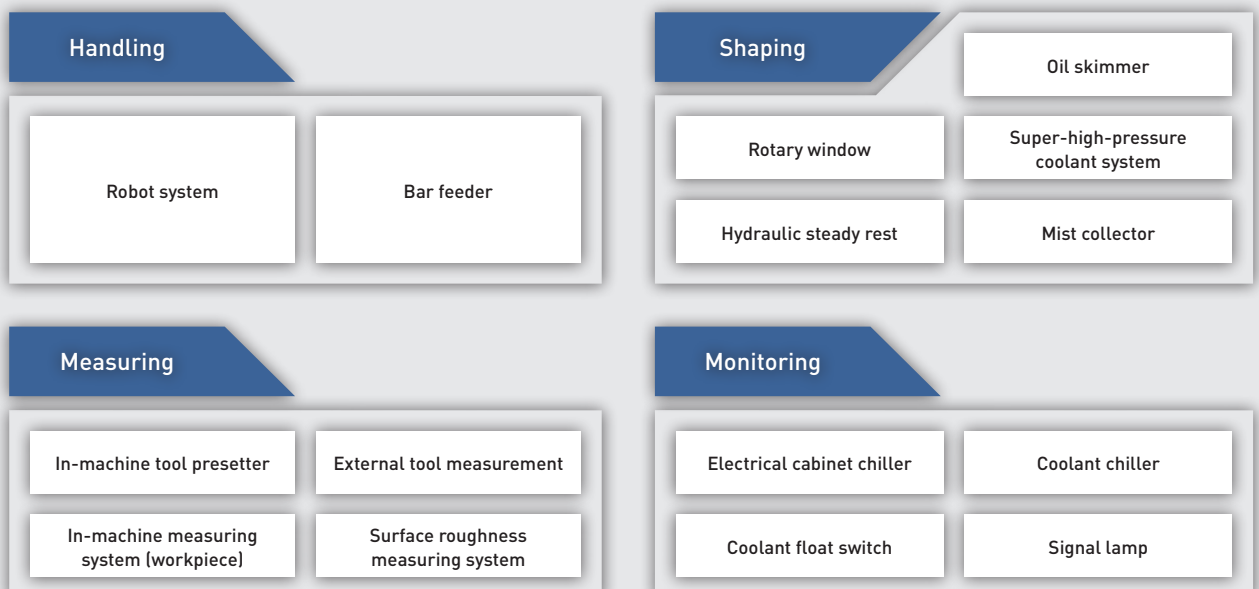 Handling
Robot system
Bar feeder
Shaping
Oil skimmer
Rotary window
Super-high-pressure
coolant system
Hydraulic steady rest
Mist collector
Measuring
In-machine tool presetter
External tool measurement
In-machine measuring
system (workpiece)
Surface roughness
measuring system
Monitoring
Electrical cabinet chiller
Coolant chiller
Coolant float switch
Signal lamp